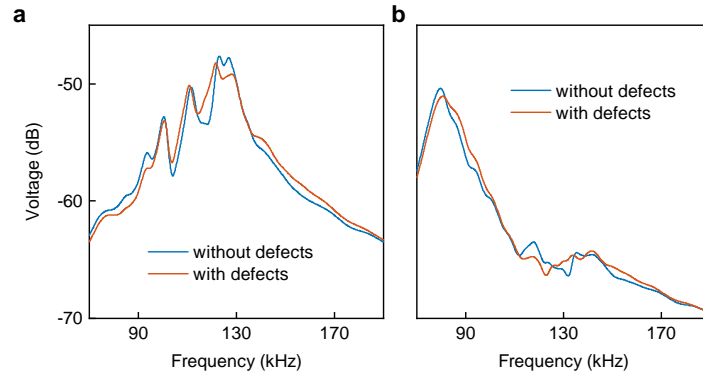 a
b
-50
-60
-70
Voltage (dB)
without defects
with defects
without defects
with defects
90
130
170
90
130
170
Frequency (kHz)
Frequency (kHz)